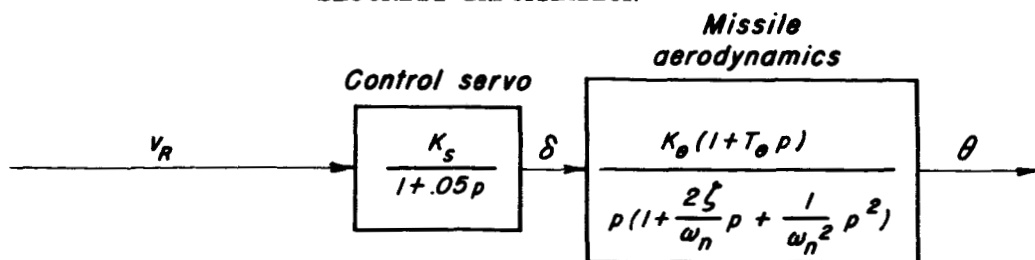 Missile
aerodynamics
Control servo
v_R
K_s
1+.05p
δ
K_θ (1+T_θ p)
p(1+ 2ζ/ω_n p + 1/ω_n² p²)
θ